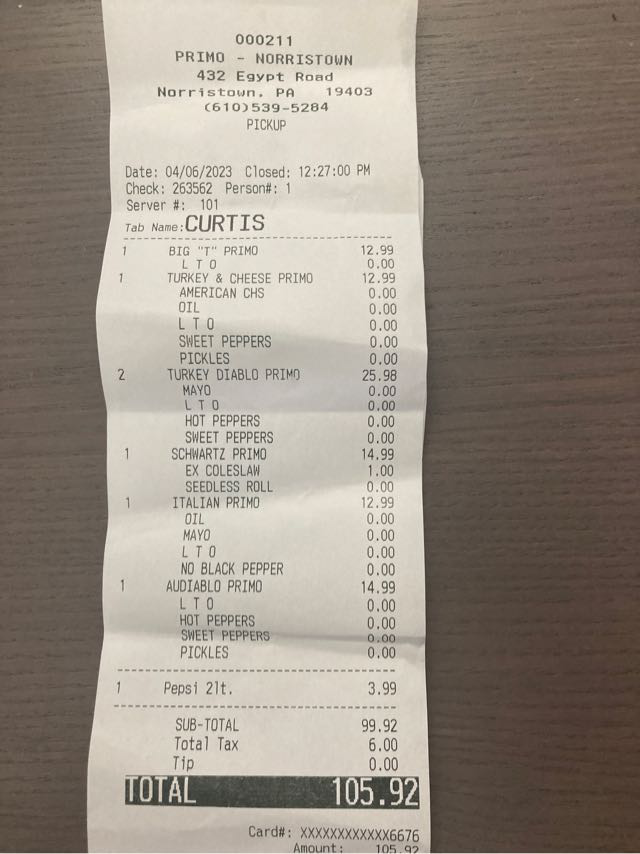 000211
PRIMO - NORRISTOWN
432 Egypt Road
Norristown, PA 19403
(610)539-5284
PICKUP
Date: 04/06/2023 Closed: 12:27:00 PM
Check: 263562 Person#: 1
Server #: 101
Tab Name:CURTIS
1 BIG "T" PRIMO 12.99
L T O 0.00
1 TURKEY & CHEESE PRIMO 12.99
AMERICAN CHS 0.00
OIL 0.00
L T O 0.00
SWEET PEPPERS 0.00
PICKLES 0.00
2 TURKEY DIABLO PRIMO 25.98
MAYO 0.00
L T O 0.00
HOT PEPPERS 0.00
SWEET PEPPERS 0.00
1 SCHWARTZ PRIMO 14.99
EX COLESLAW 1.00
SEEDLESS ROLL 0.00
1 ITALIAN PRIMO 12.99
OIL 0.00
MAYO 0.00
L T O 0.00
NO BLACK PEPPER 0.00
1 AUDIABLO PRIMO 14.99
L T O 0.00
HOT PEPPERS 0.00
SWEET PEPPERS 0.00
PICKLES 0.00
1 Pepsi 2lt. 3.99
SUB-TOTAL 99.92
Total Tax 6.00
Tip 0.00
TOTAL 105.92
Card#: XXXXXXXXXXXX6676
Amount: 105.92